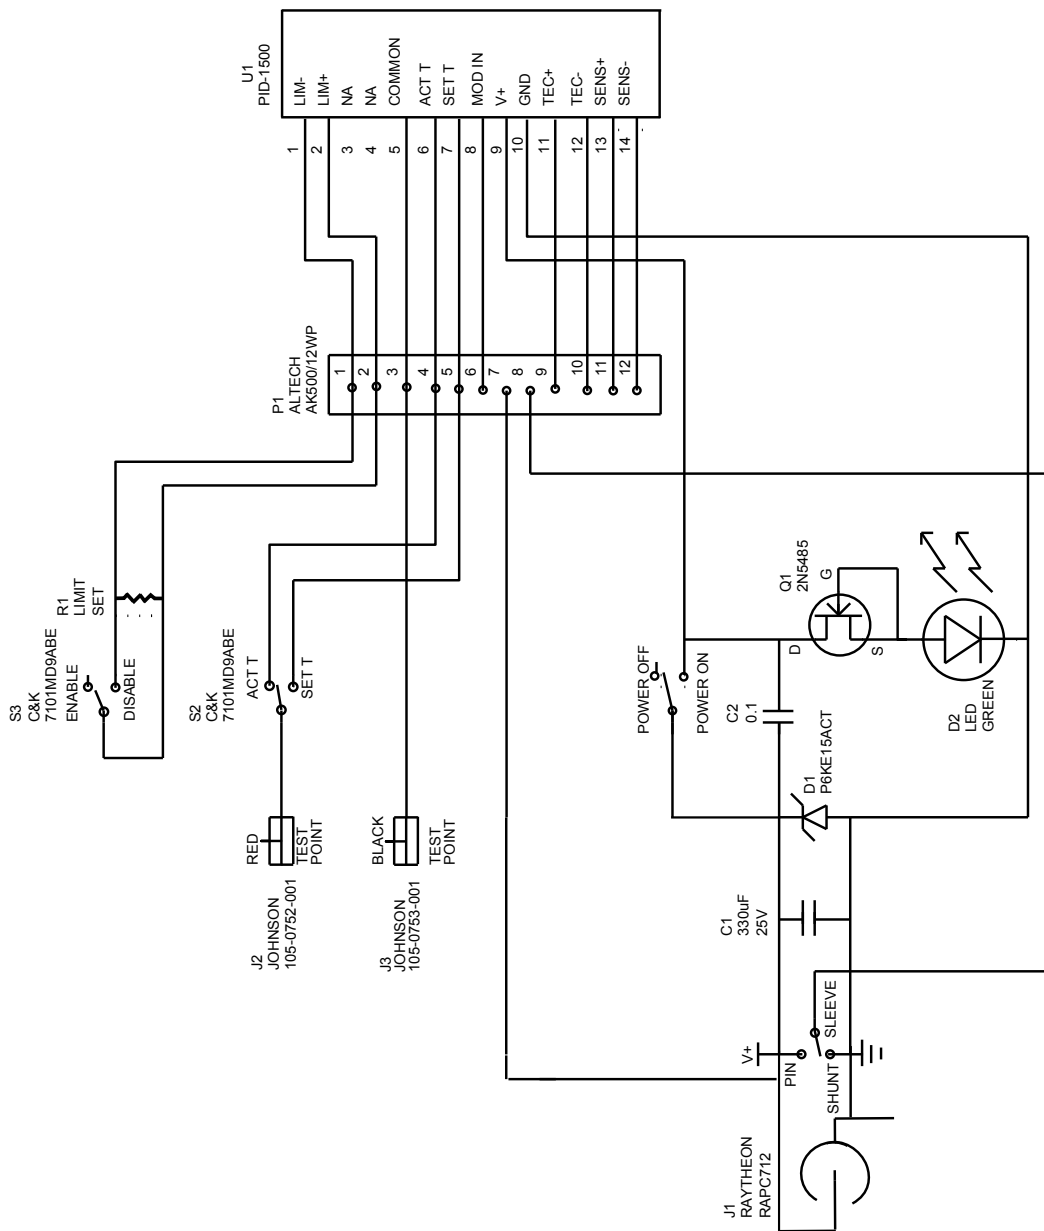 U1
PID-1500
LIM-
LIM+
NA
NA
COMMON
ACT T
SET T
MOD IN
V+
GND
TEC+
TEC-
SENS+
SENS-
1
2
3
4
5
6
7
8
9
10
11
12
13
14
P1
ALTECH
AK500/12WP
1
2
3
4
5
6
7
8
9
10
11
12
R1
LIMIT
SET
S3
C&K
7101MD9ABE
ENABLE
DISABLE
S2
C&K
7101MD9ABE
ACT T
SET T
J2
JOHNSON
105-0752-001
RED
TEST
POINT
J3
JOHNSON
105-0753-001
BLACK
TEST
POINT
POWER OFF
POWER ON
Q1
2N5485
G
D
S
C2
0.1
D2
LED
GREEN
D1
P6KE15ACT
C1
330uF
25V
V+
PIN
SLEEVE
SHUNT
J1
RAYTHEON
RAPC712